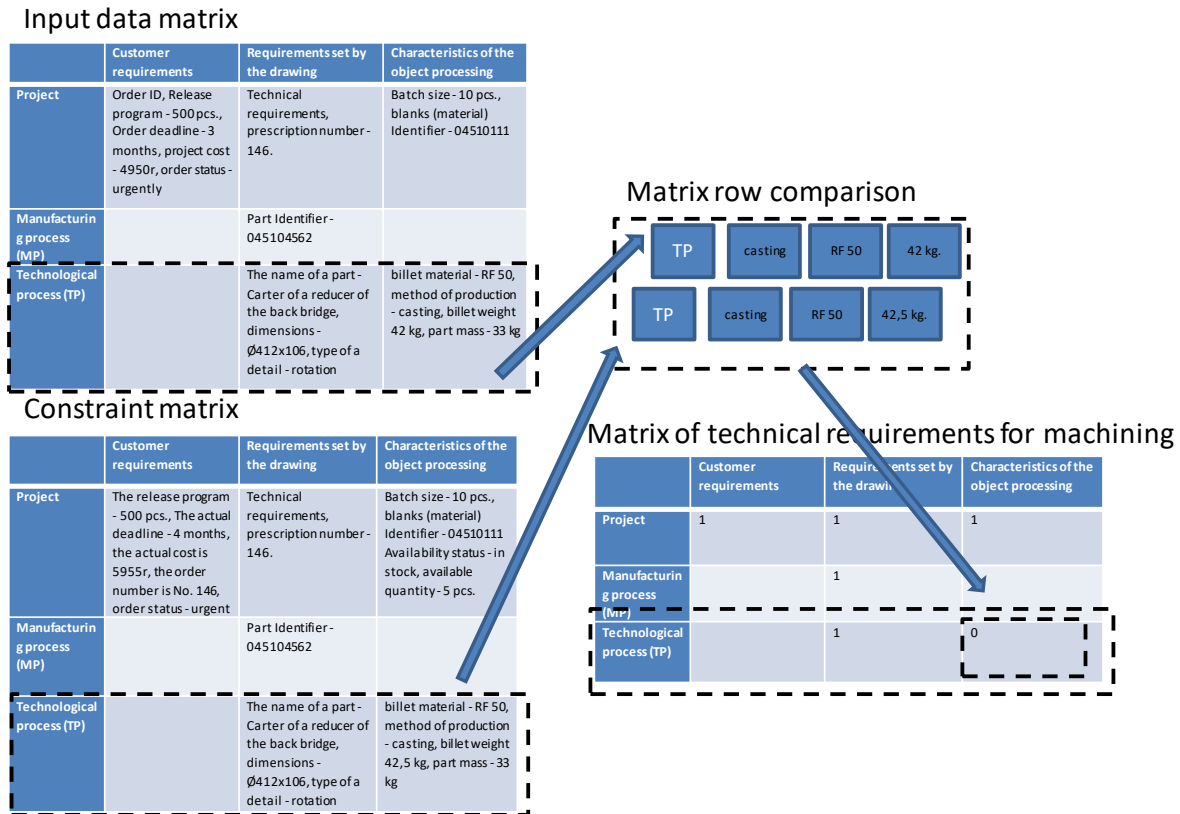 Input data matrix
Customer
requirements
Requirements set by
the drawing
Characteristics of the
object processing
Project
Order ID, Release
program - 500 pcs.,
Order deadline - 3
months, project cost
- 4950r, order status -
urgently
Technical
requirements,
prescription number -
146.
Batch size - 10 pcs.,
blanks (material)
Identifier - 04510111
Manufacturin
g process
(MP)
Part Identifier -
045104562
Technological
process (TP)
The name of a part -
Carter of a reducer of
the back bridge,
dimensions -
Ø412x106, type of a
detail - rotation
billet material - RF 50,
method of production
- casting, billet weight
42 kg, part mass - 33 kg
Matrix row comparison
TP
casting
RF 50
42 kg.
TP
casting
RF 50
42,5 kg.
Constraint matrix
Customer
requirements
Requirements set by
the drawing
Characteristics of the
object processing
Project
The release program
- 500 pcs., The actual
deadline - 4 months,
the actual cost is
5955r, the order
number is No. 146,
order status - urgent
Technical
requirements,
prescription number -
146.
Batch size - 10 pcs.,
blanks (material)
Identifier - 04510111
Availability status - in
stock, available
quantity - 5 pcs.
Manufacturin
g process
(MP)
Part Identifier -
045104562
Technological
process (TP)
The name of a part -
Carter of a reducer of
the back bridge,
dimensions -
Ø412x106, type of a
detail - rotation
billet material - RF 50,
method of production
- casting, billet weight
42,5 kg, part mass - 33
kg
Matrix of technical requirements for machining
Customer
requirements
Requirements set by
the drawing
Characteristics of the
object processing
Project
1
1
1
Manufacturin
g process
(MP)
1
Technological
process (TP)
1
0